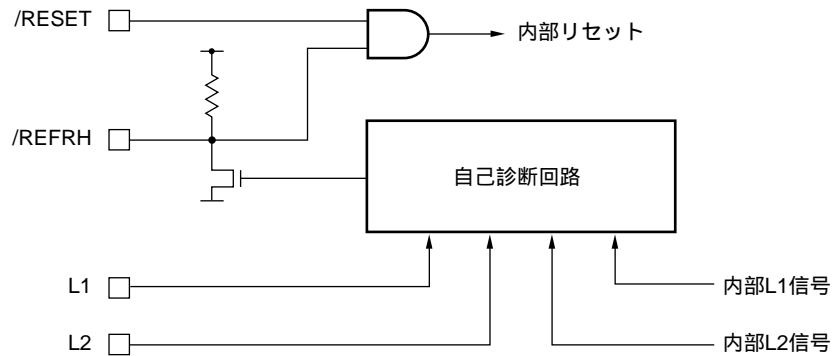 /RESET
内部リセット
/REFRH
自己診断回路
L1
内部L1信号
L2
内部L2信号